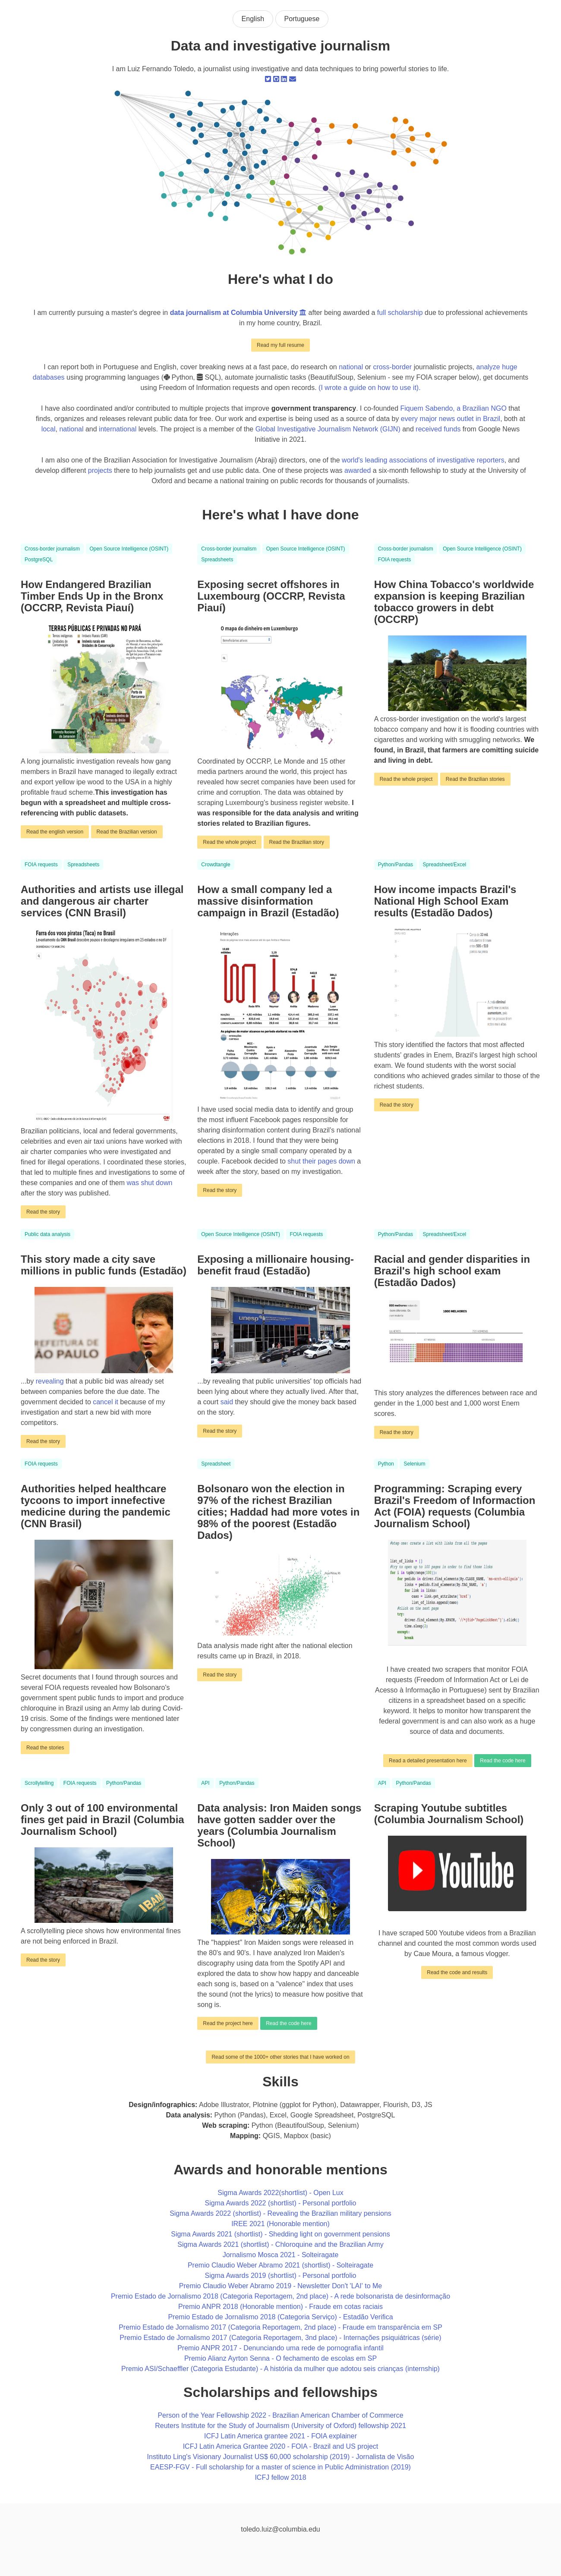 English
Portuguese
Data and investigative journalism
I am Luiz Fernando Toledo, a journalist using investigative and data techniques to bring powerful stories to life.
Here's what I do
I am currently pursuing a master's degree in data journalism at Columbia University after being awarded a full scholarship due to professional achievements
in my home country, Brazil.
Read my full resume
I can report both in Portuguese and English, cover breaking news at a fast pace, do research on national or cross-border journalistic projects, analyze huge
databases using programming languages ( Python, SQL), automate journalistic tasks (BeautifulSoup, Selenium - see my FOIA scraper below), get documents
using Freedom of Information requests and open records. (I wrote a guide on how to use it).
I have also coordinated and/or contributed to multiple projects that improve government transparency. I co-founded Fiquem Sabendo, a Brazilian NGO that
finds, organizes and releases relevant public data for free. Our work and expertise is being used as a source of data by every major news outlet in Brazil, both at
local, national and international levels. The project is a member of the Global Investigative Journalism Network (GIJN) and received funds from Google News
Initiative in 2021.
I am also one of the Brazilian Association for Investigative Journalism (Abraji) directors, one of the world's leading associations of investigative reporters, and
develop different projects there to help journalists get and use public data. One of these projects was awarded a six-month fellowship to study at the University of
Oxford and became a national training on public records for thousands of journalists.
Here's what I have done
Cross-border journalism Open Source Intelligence (OSINT)
PostgreSQL
How Endangered Brazilian
Timber Ends Up in the Bronx
(OCCRP, Revista Piauí)
TERRAS PÚBLICAS E PRIVADAS NO PARÁ
A long journalistic investigation reveals how gang
members in Brazil have managed to illegally extract
and export yellow ipe wood to the USA in a highly
profitable fraud scheme.This investigation has
begun with a spreadsheet and multiple cross-
referencing with public datasets.
Read the english version Read the Brazilian version
Cross-border journalism Open Source Intelligence (OSINT)
Spreadsheets
Exposing secret offshores in
Luxembourg (OCCRP, Revista
Piauí)
O mapa do dinheiro em Luxemburgo
Coordinated by OCCRP, Le Monde and 15 other
media partners around the world, this project has
revealed how secret companies have been used for
crime and corruption. The data was obtained by
scraping Luxembourg's business register website. I
was responsible for the data analysis and writing
stories related to Brazilian figures.
Read the whole project Read the Brazilian story
Cross-border journalism Open Source Intelligence (OSINT)
FOIA requests
How China Tobacco's worldwide
expansion is keeping Brazilian
tobacco growers in debt
(OCCRP)
A cross-border investigation on the world's largest
tobacco company and how it is flooding countries with
cigarettes and working with smuggling networks. We
found, in Brazil, that farmers are comitting suicide
and living in debt.
Read the whole project Read the Brazilian stories
FOIA requests Spreadsheets
Authorities and artists use illegal
and dangerous air charter
services (CNN Brasil)
Farra dos voos piratas (Taca) no Brasil
Brazilian politicians, local and federal governments,
celebrities and even air taxi unions have worked with
air charter companies who were investigated and
fined for illegal operations. I coordinated these stories,
that led to multiple fines and investigations to some of
these companies and one of them was shut down
after the story was published.
Read the story
Crowdtangle
How a small company led a
massive disinformation
campaign in Brazil (Estadão)
I have used social media data to identify and group
the most influent Facebook pages responsible for
sharing disinformation content during Brazil's national
elections in 2018. I found that they were being
operated by a single small company operated by a
couple. Facebook decided to shut their pages down a
week after the story, based on my investigation.
Read the story
Python/Pandas Spreadsheet/Excel
How income impacts Brazil's
National High School Exam
results (Estadão Dados)
This story identified the factors that most affected
students' grades in Enem, Brazil's largest high school
exam. We found students with the worst social
conditions who achieved grades similar to those of the
richest students.
Read the story
Public data analysis
This story made a city save
millions in public funds (Estadão)
PREFEITURA DE
SÃO PAULO
...by revealing that a public bid was already set
between companies before the due date. The
government decided to cancel it because of my
investigation and start a new bid with more
competitors.
Read the story
Open Source Intelligence (OSINT) FOIA requests
Exposing a millionaire housing-
benefit fraud (Estadão)
unesp
...by revealing that public universities' top officials had
been lying about where they actually lived. After that,
a court said they should give the money back based
on the story.
Read the story
Python/Pandas Spreadsheet/Excel
Racial and gender disparities in
Brazil's high school exam
(Estadão Dados)
This story analyzes the differences between race and
gender in the 1,000 best and 1,000 worst Enem
scores.
Read the story
FOIA requests
Authorities helped healthcare
tycoons to import innefective
medicine during the pandemic
(CNN Brasil)
Secret documents that I found through sources and
several FOIA requests revealed how Bolsonaro's
government spent public funds to import and produce
chloroquine in Brazil using an Army lab during Covid-
19 crisis. Some of the findings were mentioned later
by congressmen during an investigation.
Read the stories
Spreadsheet
Bolsonaro won the election in
97% of the richest Brazilian
cities; Haddad had more votes in
98% of the poorest (Estadão
Dados)
Data analysis made right after the national election
results came up in Brazil, in 2018.
Read the story
Python Selenium
Programming: Scraping every
Brazil's Freedom of Informaction
Act (FOIA) requests (Columbia
Journalism School)
I have created two scrapers that monitor FOIA
requests (Freedom of Information Act or Lei de
Acesso à Informação in Portuguese) sent by Brazilian
citizens in a spreadsheet based on a specific
keyword. It helps to monitor how transparent the
federal government is and can also work as a huge
source of data and documents.
Read a detailed presentation here Read the code here
Scrollytelling FOIA requests Python/Pandas
Only 3 out of 100 environmental
fines get paid in Brazil (Columbia
Journalism School)
IBAMA
A scrollytelling piece shows how environmental fines
are not being enforced in Brazil.
Read the story
API Python/Pandas
Data analysis: Iron Maiden songs
have gotten sadder over the
years (Columbia Journalism
School)
The "happiest" Iron Maiden songs were released in
the 80's and 90's. I have analyzed Iron Maiden's
discography using data from the Spotify API and
explored the data to show how happy and danceable
each song is, based on a "valence" index that uses
the sound (not the lyrics) to measure how positive that
song is.
Read the project here Read the code here
API Python/Pandas
Scraping Youtube subtitles
(Columbia Journalism School)
YouTube
I have scraped 500 Youtube videos from a Brazilian
channel and counted the most common words used
by Caue Moura, a famous vlogger.
Read the code and results
Read some of the 1000+ other stories that I have worked on
Skills
Design/infographics: Adobe Illustrator, Plotnine (ggplot for Python), Datawrapper, Flourish, D3, JS
Data analysis: Python (Pandas), Excel, Google Spreadsheet, PostgreSQL
Web scraping: Python (BeautifoulSoup, Selenium)
Mapping: QGIS, Mapbox (basic)
Awards and honorable mentions
Sigma Awards 2022(shortlist) - Open Lux
Sigma Awards 2022 (shortlist) - Personal portfolio
Sigma Awards 2022 (shortlist) - Revealing the Brazilian military pensions
IREE 2021 (Honorable mention)
Sigma Awards 2021 (shortlist) - Shedding light on government pensions
Sigma Awards 2021 (shortlist) - Chloroquine and the Brazilian Army
Jornalismo Mosca 2021 - Solteiragate
Premio Claudio Weber Abramo 2021 (shortlist) - Solteiragate
Sigma Awards 2019 (shortlist) - Personal portfolio
Premio Claudio Weber Abramo 2019 - Newsletter Don't 'LAI' to Me
Premio Estado de Jornalismo 2018 (Categoria Reportagem, 2nd place) - A rede bolsonarista de desinformação
Premio ANPR 2018 (Honorable mention) - Fraude em cotas raciais
Premio Estado de Jornalismo 2018 (Categoria Serviço) - Estadão Verifica
Premio Estado de Jornalismo 2017 (Categoria Reportagem, 2nd place) - Fraude em transparência em SP
Premio Estado de Jornalismo 2017 (Categoria Reportagem, 3nd place) - Internações psiquiátricas (série)
Premio ANPR 2017 - Denunciando uma rede de pornografia infantil
Premio Alianz Ayrton Senna - O fechamento de escolas em SP
Premio ASI/Schaeffler (Categoria Estudante) - A história da mulher que adotou seis crianças (internship)
Scholarships and fellowships
Person of the Year Fellowship 2022 - Brazilian American Chamber of Commerce
Reuters Institute for the Study of Journalism (University of Oxford) fellowship 2021
ICFJ Latin America grantee 2021 - FOIA explainer
ICFJ Latin America Grantee 2020 - FOIA - Brazil and US project
Instituto Ling's Visionary Journalist US$ 60,000 scholarship (2019) - Jornalista de Visão
EAESP-FGV - Full scholarship for a master of science in Public Administration (2019)
ICFJ fellow 2018
toledo.luiz@columbia.edu